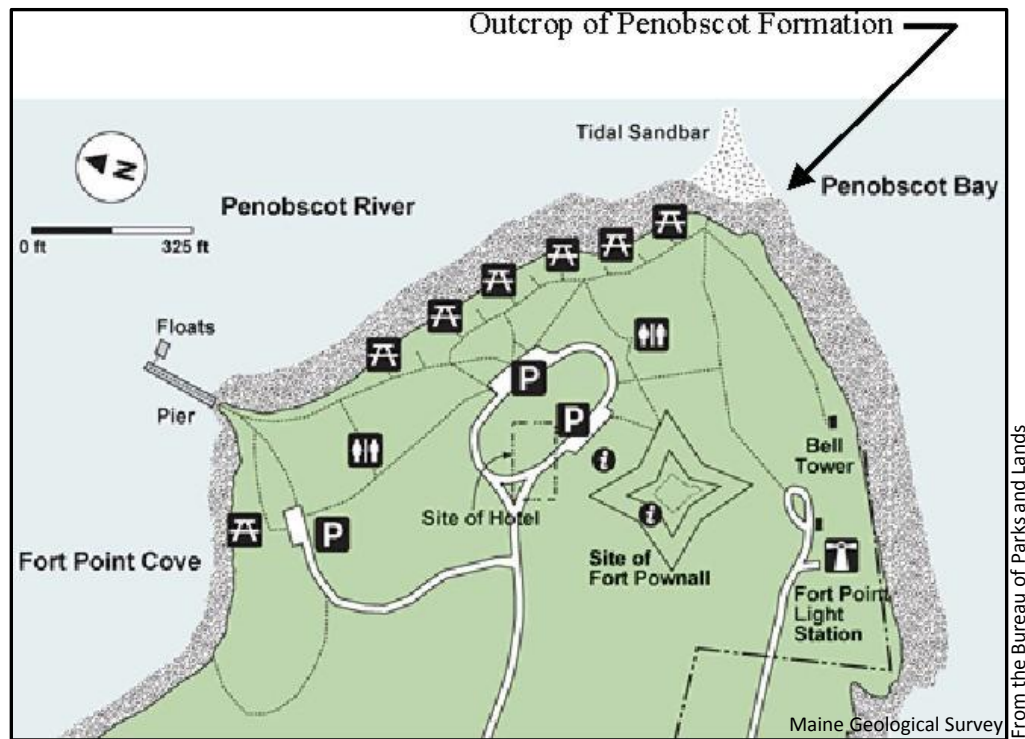 Outcrop of Penobscot Formation
Tidal Sandbar
Penobscot Bay
Penobscot River
N
0 ft 325 ft
Floats
Pier
P
P
Bell
Tower
i
Site of Hotel
i
P
Fort Point Cove
Site of
Fort Pownall
Fort Point
Light
Station
Maine Geological Survey
From the Bureau of Parks and Lands